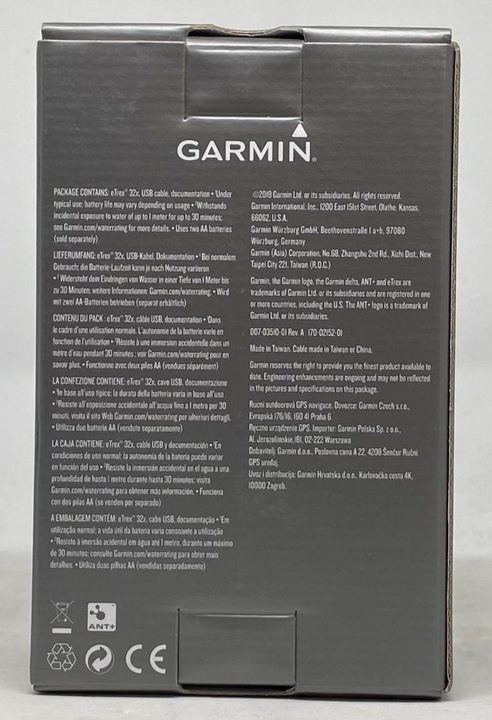 GARMIN®
PACKAGE CONTAINS: eTrex® 32x, USB cable, documentation • ¹Under
typical use; battery life may vary depending on usage • ²Withstands
incidental exposure to water of up to 1 meter for up to 30 minutes;
see Garmin.com/waterrating for more details. • Uses two AA batteries
(sold separately)
LIEFERUMFANG: eTrex® 32x, USB-Kabel, Dokumentation • ¹ Bei normalem
Gebrauch; die Batterie-Laufzeit kann je nach Nutzung variieren
• ² Widersteht dem Eindringen von Wasser in einer Tiefe von 1 Meter bis
zu 30 Minuten; weitere Informationen: Garmin.com/waterrating. • Wird
mit zwei AA-Batterien betrieben (separat erhältlich)
CONTENU DU PACK : eTrex® 32x, câble USB, documentation • ¹Dans
le cadre d'une utilisation normale. L'autonomie de la batterie varie en
fonction de l'utilisation • ²Résiste à une immersion accidentelle dans un
mètre d'eau pendant 30 minutes ; voir Garmin.com/waterrating pour en
savoir plus. • Fonctionne avec deux piles AA (vendues séparément)
LA CONFEZIONE CONTIENE: eTrex® 32x, cavo USB, documentazione
• ¹In base all'uso tipico; la durata della batteria varia in base all'uso
• ²Resiste all'esposizione accidentale all'acqua fino a 1 metro per 30
minuti, visita il sito Web Garmin.com/waterrating per ulteriori dettagli.
• Utilizza due batterie AA (vendute separatamente)
LA CAJA CONTIENE: eTrex® 32x, cable USB y documentación • ¹En
condiciones de uso normal; la autonomía de la batería puede variar
en función del uso • ²Resiste la inmersión accidental en el agua a una
profundidad de hasta 1 metro durante hasta 30 minutos; visita
Garmin.com/waterrating para obtener más información. • Funciona
con dos pilas AA (se venden por separado)
A EMBALAGEM CONTÉM: eTrex® 32x, cabo USB, documentação • ¹Em
utilização normal; a vida útil da bateria varia consoante a utilização
• ²Resiste à imersão acidental em água até 1 metro, durante um máximo
de 30 minutos; consulte Garmin.com/waterrating para obter mais
detalhes. • Utiliza duas pilhas AA (vendidas separadamente)
©2019 Garmin Ltd. or its subsidiaries. All rights reserved.
Garmin International, Inc., 1200 East 151st Street, Olathe, Kansas,
66062, U.S.A.
Garmin Würzburg GmbH, Beethovenstraße 1a+b, 97080
Würzburg, Germany
Garmin (Asia) Corporation, No.68, Zhangshu 2nd Rd., Xizhi Dist., New
Taipei City 221, Taiwan (R.O.C.)
Garmin, the Garmin logo, the Garmin delta, ANT+ and eTrex are
trademarks of Garmin Ltd. or its subsidiaries and are registered in one
or more countries, including the U.S. The ANT+ logo is a trademark of
Garmin Ltd. or its subsidiaries.
007-03510-01 Rev. A 170-02152-01
Made in Taiwan. Cable made in Taiwan or China.
Garmin reserves the right to provide you the finest product available to
date. Engineering enhancements are ongoing and may not be reflected
in the pictures and specifications on this package.
Ruční outdoorová GPS navigace. Dovozce: Garmin Czech s.r.o.,
Evropská 176/16, 160 41 Praha 6
Ręczne urządzenie GPS. Importer: Garmin Polska Sp. z o.o.,
Al. Jerozolimskie 181, 02-222 Warszawa
Dobavitelj: Garmin d.o.o., Poslovna cona A 22, 4208 Šenčur Ročni
GPS uređaj.
Uvoz i distribucija: Garmin Hrvatska d.o.o., Karlovačka cesta 4K,
10000 Zagreb.
ANT+
CE